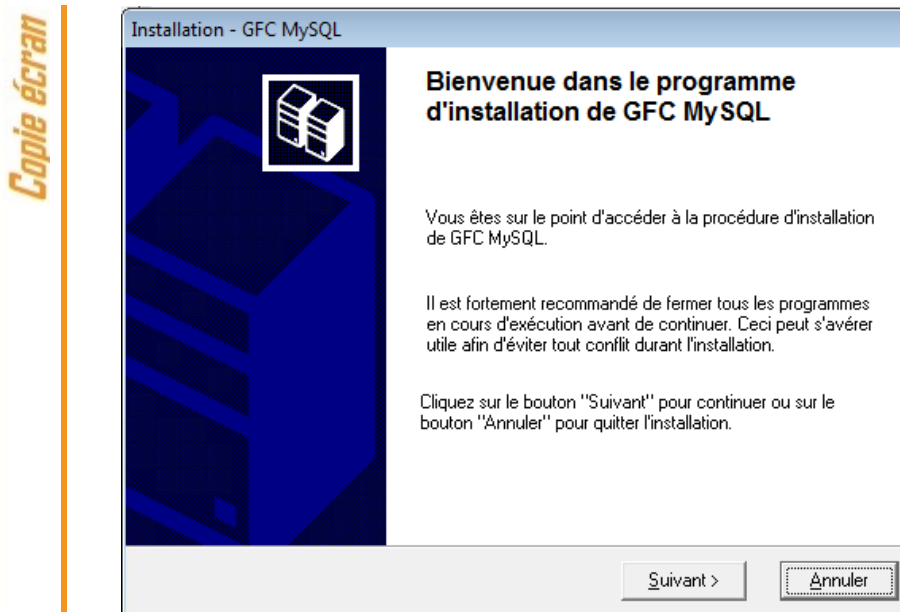 Copie écran
Installation - GFC MySQL
Bienvenue dans le programme
d'installation de GFC MySQL
Vous êtes sur le point d'accéder à la procédure d'installation
de GFC MySQL.
Il est fortement recommandé de fermer tous les programmes
en cours d'exécution avant de continuer. Ceci peut s'avérer
utile afin d'éviter tout conflit durant l'installation.
Cliquez sur le bouton "Suivant" pour continuer ou sur le
bouton "Annuler" pour quitter l'installation.
Suivant >
Annuler